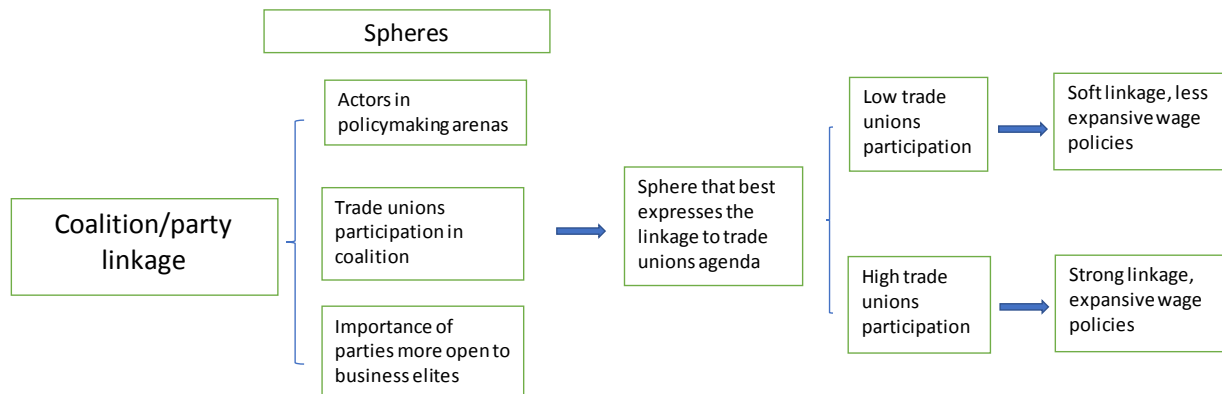 Spheres
Actors in
policymaking arenas
Coalition/party
linkage
Trade unions
participation in
coalition
Importance of
parties more open to
business elites
Sphere that best
expresses the
linkage to trade
unions agenda
Low trade
unions
participation
Soft linkage, less
expansive wage
policies
High trade
unions
participation
Strong linkage,
expansive wage
policies